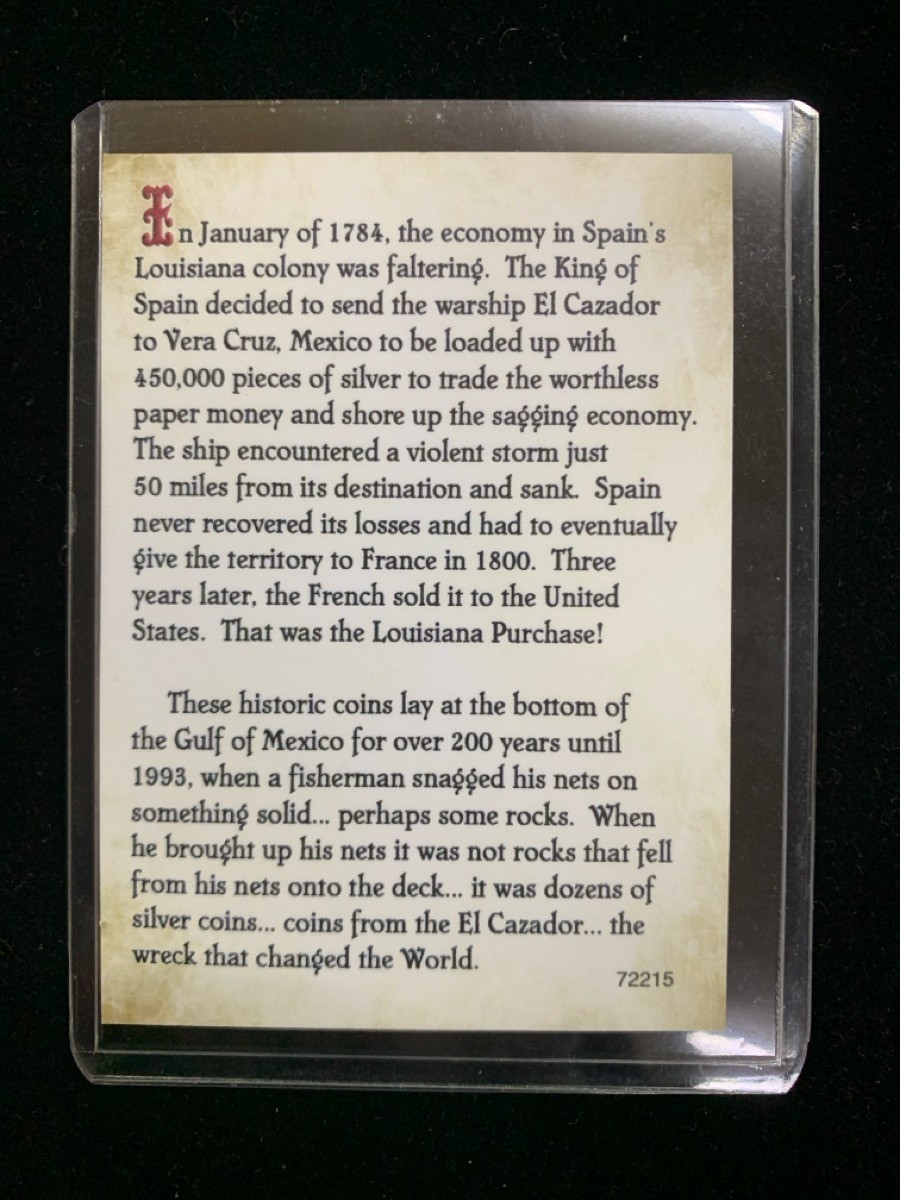 In January of 1784, the economy in Spain's
Louisiana colony was faltering. The King of
Spain decided to send the warship El Cazador
to Vera Cruz, Mexico to be loaded up with
450,000 pieces of silver to trade the worthless
paper money and shore up the sagging economy.
The ship encountered a violent storm just
50 miles from its destination and sank. Spain
never recovered its losses and had to eventually
give the territory to France in 1800. Three
years later, the French sold it to the United
States. That was the Louisiana Purchase!
These historic coins lay at the bottom of
the Gulf of Mexico for over 200 years until
1993, when a fisherman snagged his nets on
something solid... perhaps some rocks. When
he brought up his nets it was not rocks that fell
from his nets onto the deck... it was dozens of
silver coins... coins from the El Cazador... the
wreck that changed the World.
72215